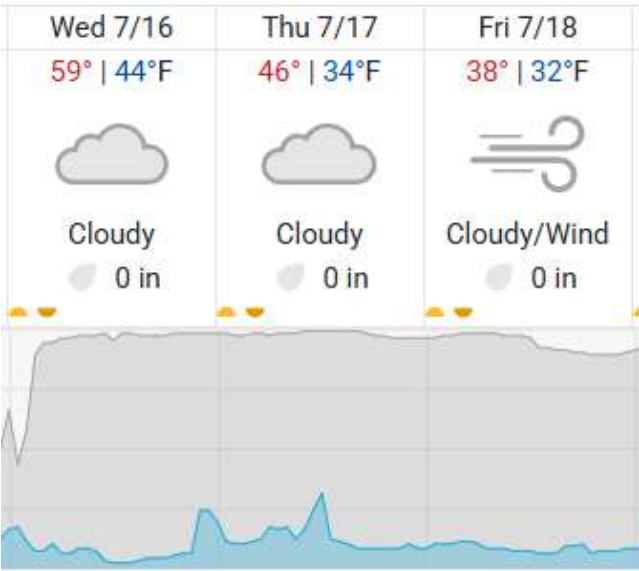 Wed 7/16 Thu 7/17 Fri 7/18
59° | 44°F 46° | 34°F 38° | 32°F
Cloudy Cloudy Cloudy/Wind
0 in 0 in 0 in